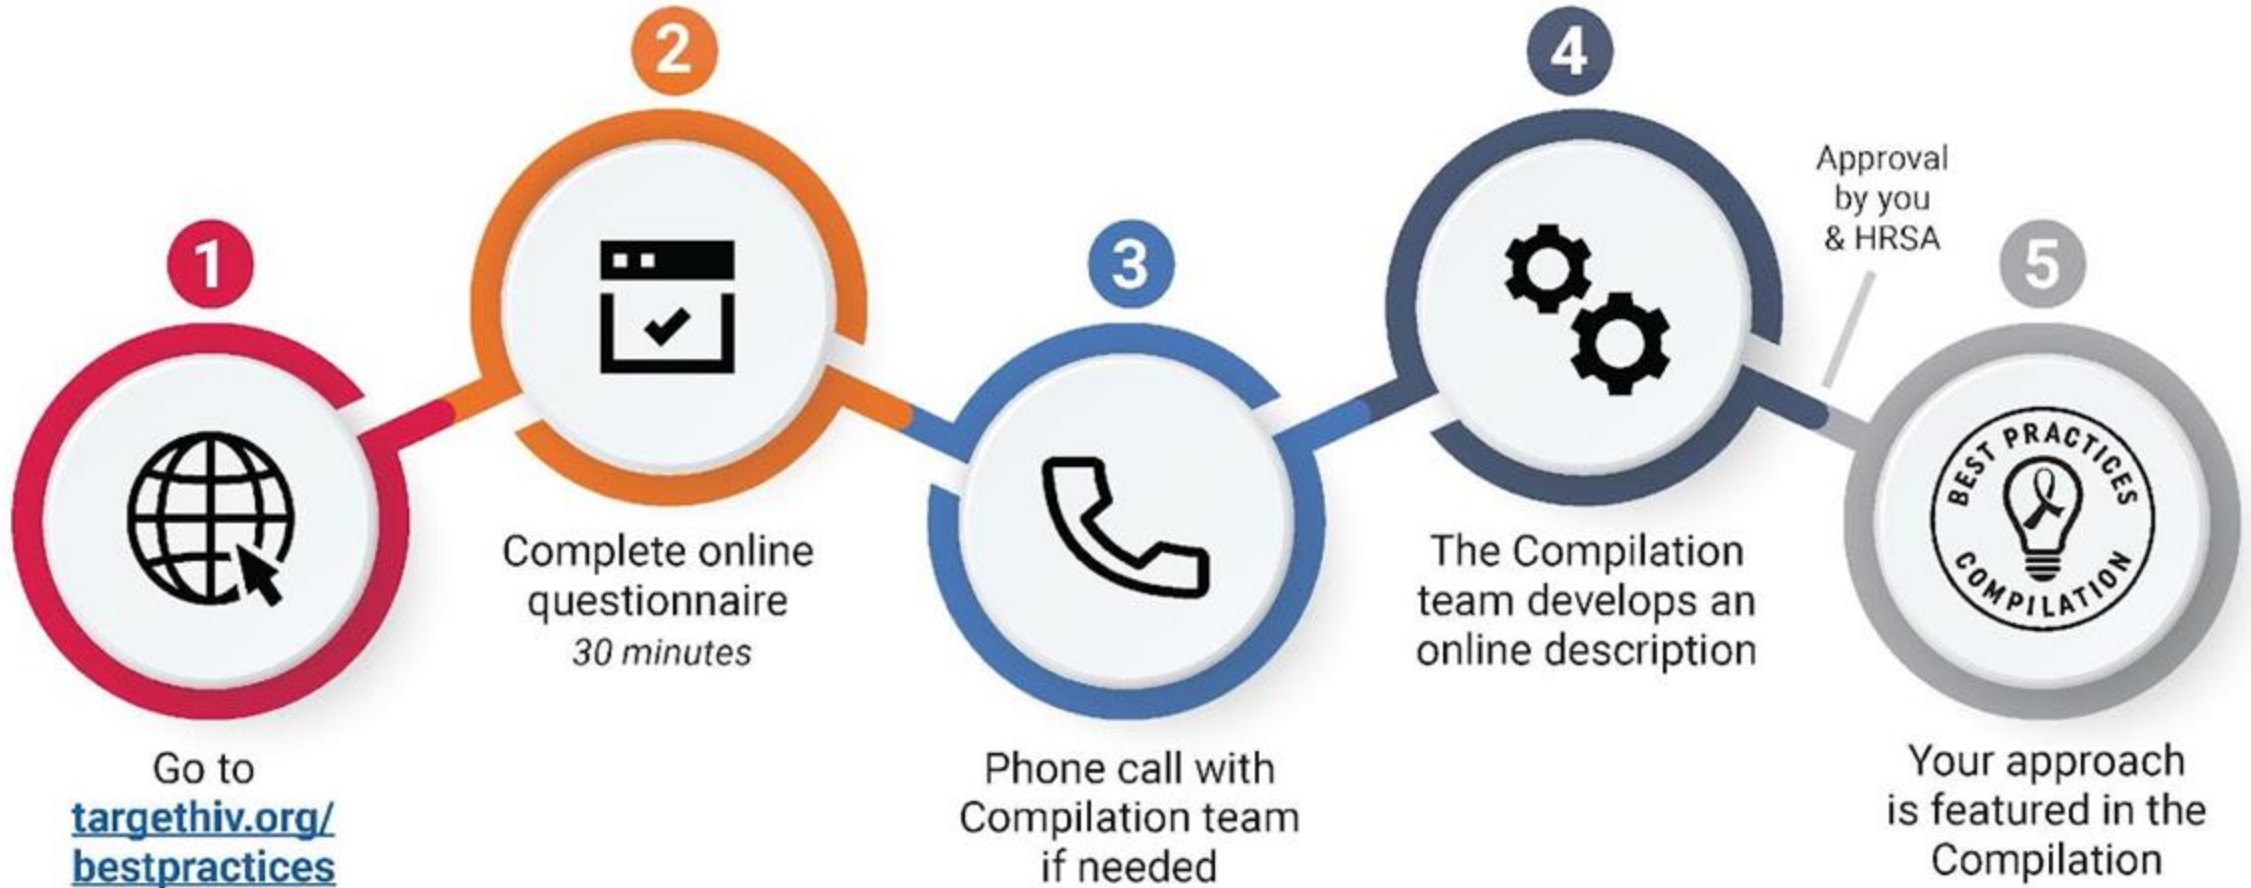 1
Go to
targethiv.org/
bestpractices
2
Complete online
questionnaire
30 minutes
3
Phone call with
Compilation team
if needed
4
The Compilation
team develops an
online description
Approval
by you
& HRSA
5
BEST PRACTICES
COMPILATION
Your approach
is featured in the
Compilation